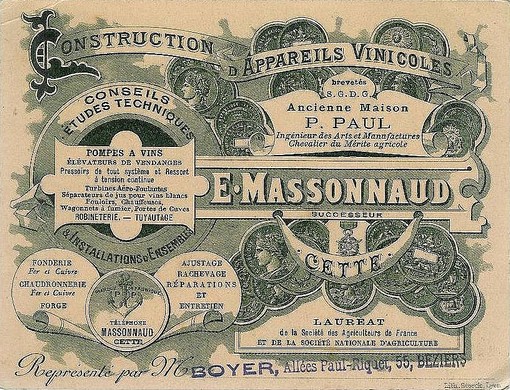 CONSTRUCTION
D'APPAREILS VINICOLES
brevetés
S.G.D.G
Ancienne Maison
P. PAUL
Ingénieur des Arts et Manufactures
Chevalier du Mérite agricole
CONSEILS
ETUDES TECHNIQUES
POMPES A VINS
ÉLÉVATEURS DE VENDANGES
Pressoirs de tout système et Ressort
à tension continue
Turbines Aéro-Foulantes
Séparateurs de jus pour vins blancs
Fouloirs, Chauffeuses,
Wagonnets à fumier, Portes de Cuves
ROBINETERIE. — TUYAUTAGE
& INSTALLATIONS D'ENSEMBLES
E. MASSONNAUD
SUCCESSEUR
CETTE
FONDERIE
Fer et Cuivre
CHAUDRONNERIE
Fer et Cuivre
FORGE
TÉLÉPHONE
MASSONNAUD
CETTE
AJUSTAGE
RACHEVAGE
RÉPARATIONS
ET
ENTRETIEN
LAURÉAT
de la Société des Agriculteurs de France
ET DE LA SOCIÉTÉ NATIONALE D'AGRICULTURE
Représenté par M BOYER, Allées Paul-Riquet, 55, BÉZIERS